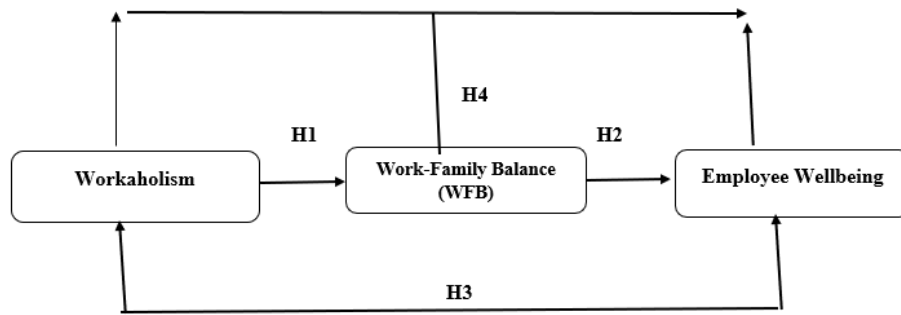 H4
H1
H2
Workaholism
Work-Family Balance
(WFB)
Employee Wellbeing
H3